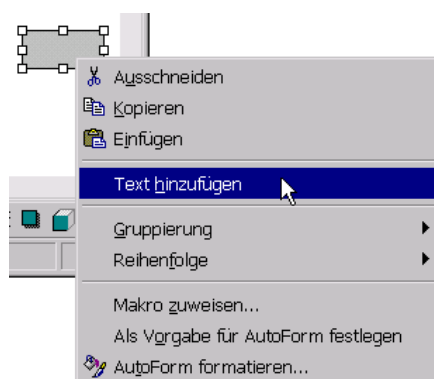 Ausschneiden
Kopieren
Einfügen
Text hinzufügen
Gruppierung
Reihenfolge
Makro zuweisen...
Als Vorgabe für AutoForm festlegen
AutoForm formatieren...